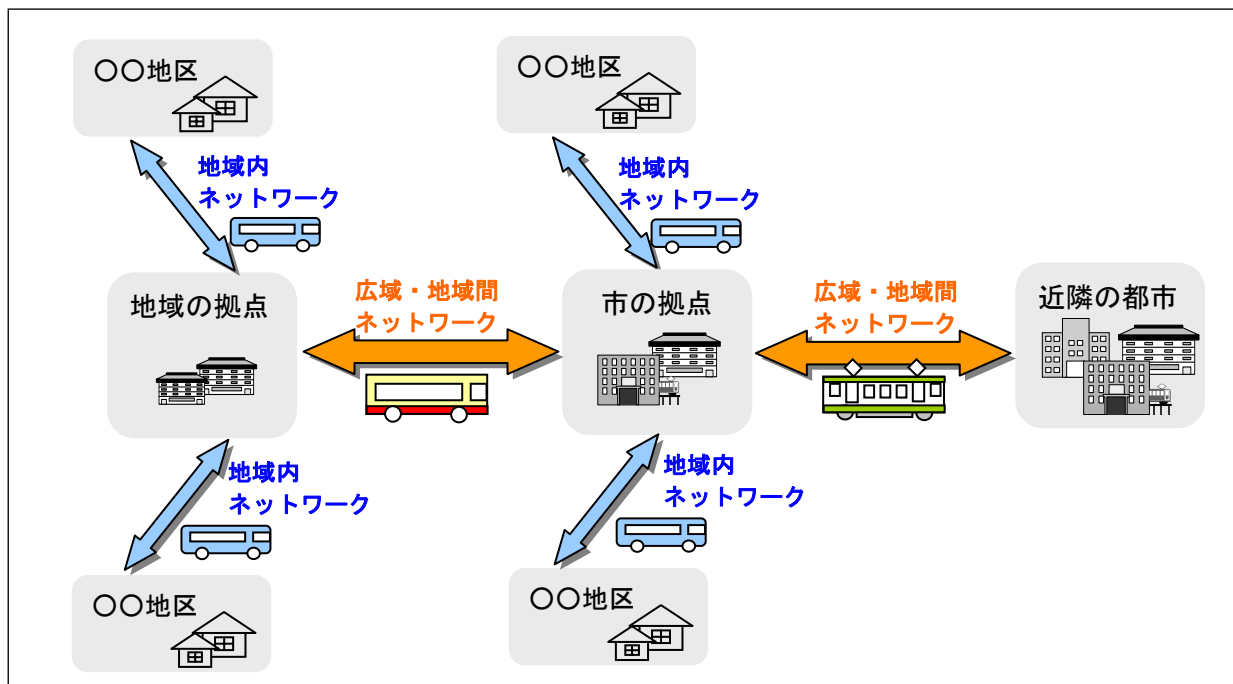 〇〇地区
〇〇地区
地域内
ネットワーク
地域内
ネットワーク
地域の拠点
広域・地域間
ネットワーク
市の拠点
広域・地域間
ネットワーク
近隣の都市
地域内
ネットワーク
地域内
ネットワーク
〇〇地区
〇〇地区